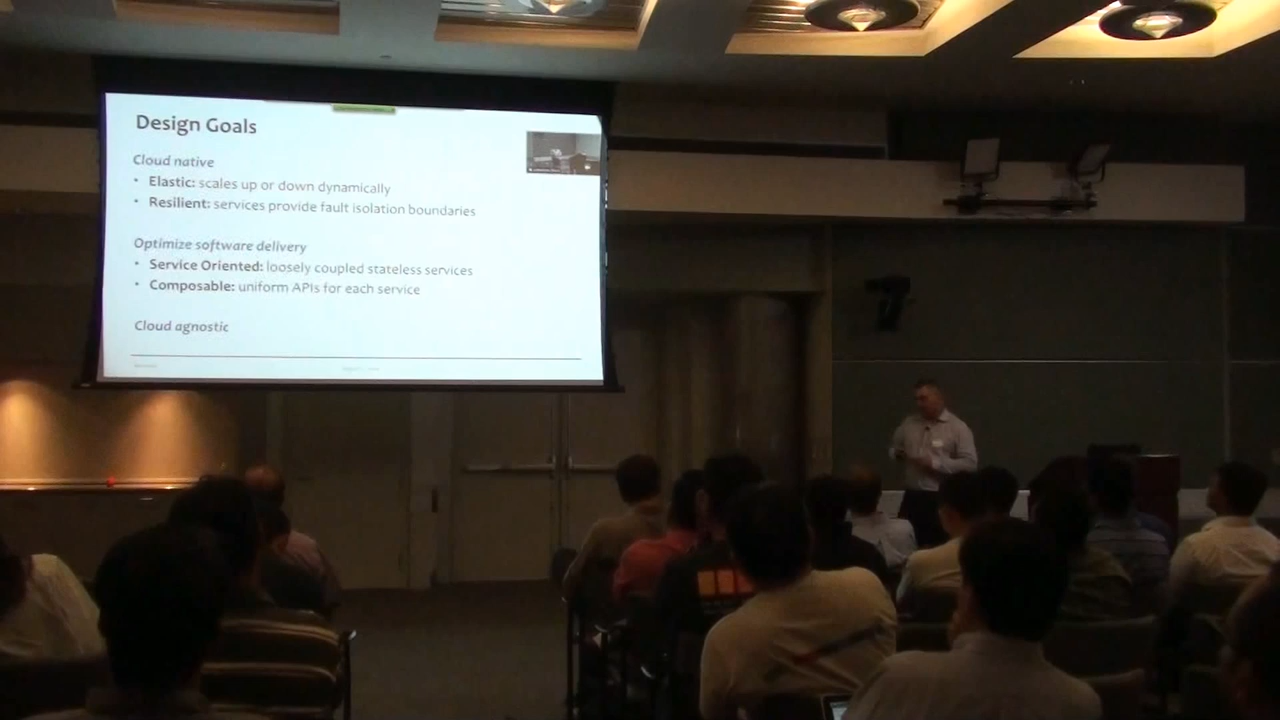 Design Goals
Cloud native
• Elastic: scales up or down dynamically
• Resilient: services provide fault isolation boundaries
Optimize software delivery
• Service Oriented: loosely coupled stateless services
• Composable: uniform APIs for each service
Cloud agnostic